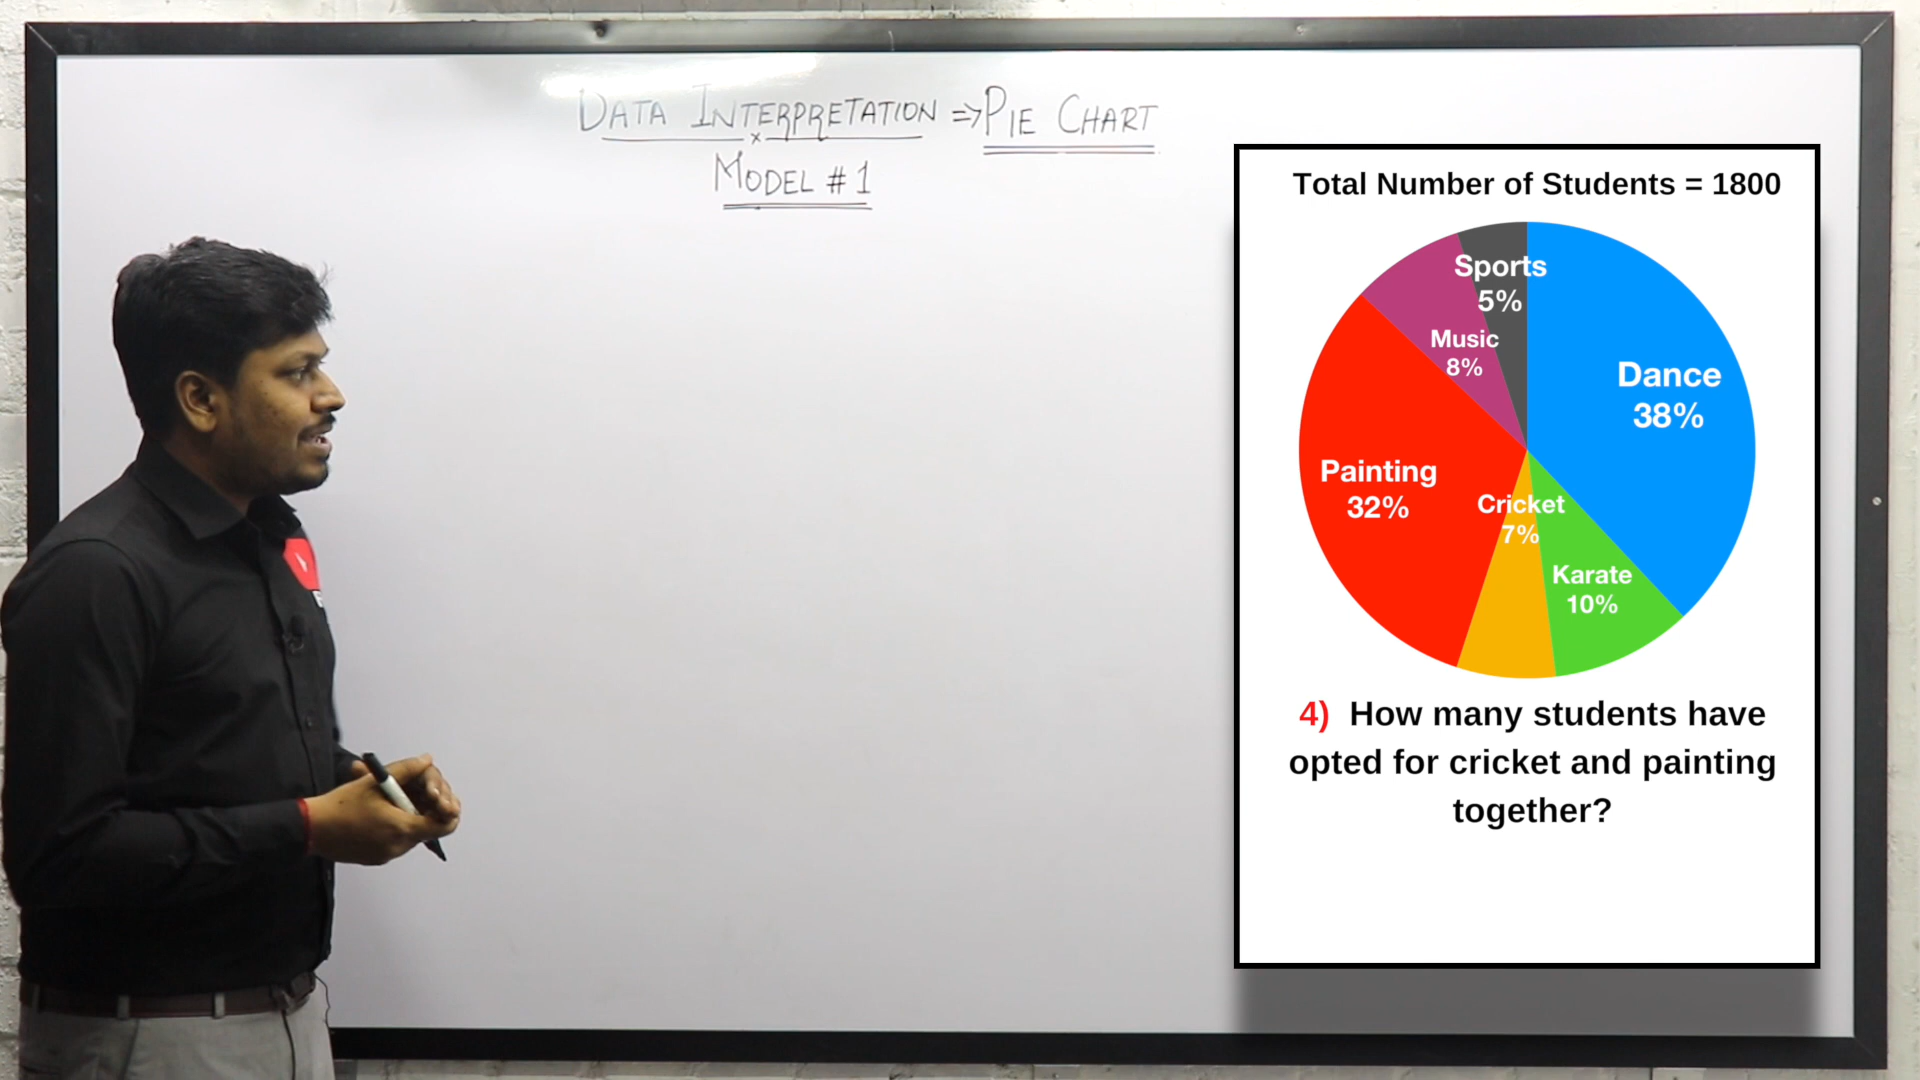 DATA INTERPRETATION => PIE CHART
MODEL #1
Total Number of Students = 1800
Sports
5%
Music
8%
Dance
38%
Painting
32%
Cricket
7%
Karate
10%
4) How many students have
opted for cricket and painting
together?